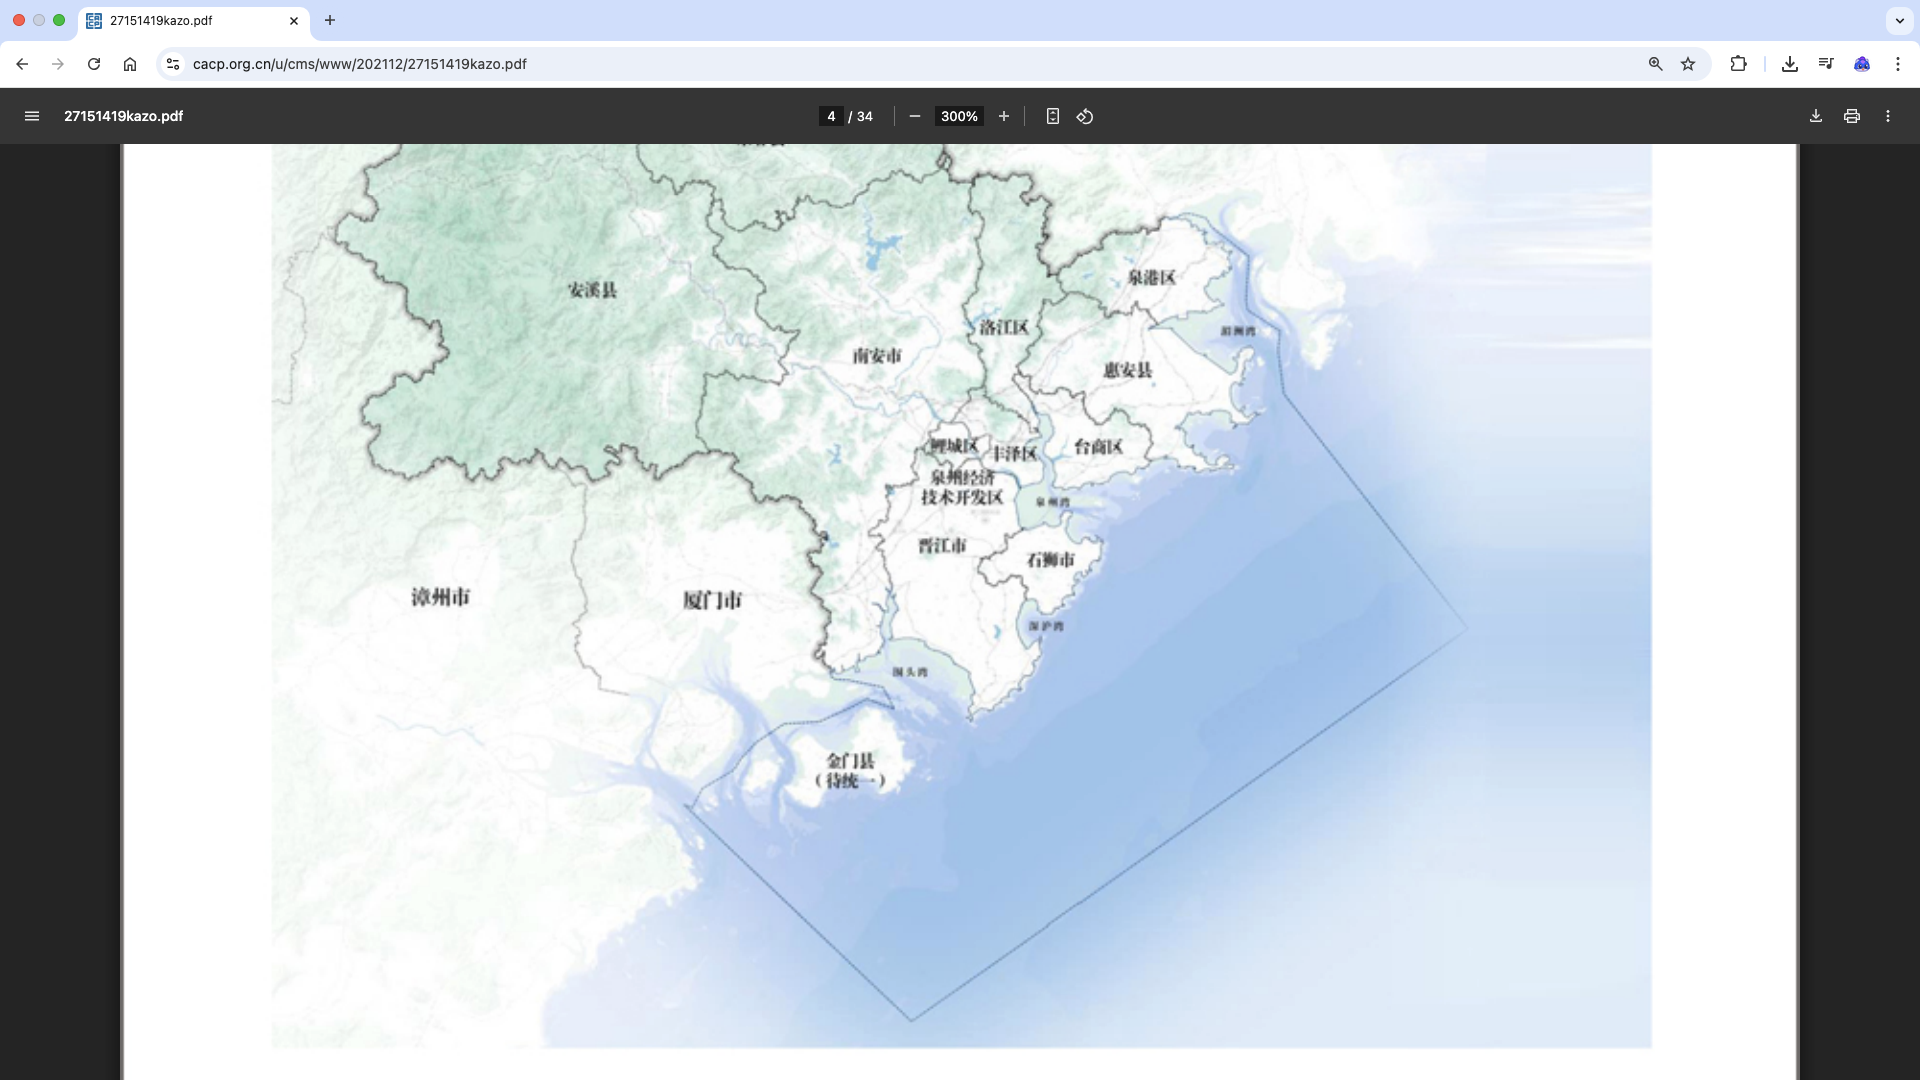 27151419kazo.pdf
cacp.org.cn/u/cms/www/202112/27151419kazo.pdf
27151419kazo.pdf
4 / 34
300%
泉港区
安溪县
洛江区
湄洲湾
南安市
惠安县
鲤城区
丰泽区
台商区
泉州经济
技术开发区
泉州湾
晋江市
石狮市
漳州市
厦门市
深沪湾
围头湾
金门县
（待统一）